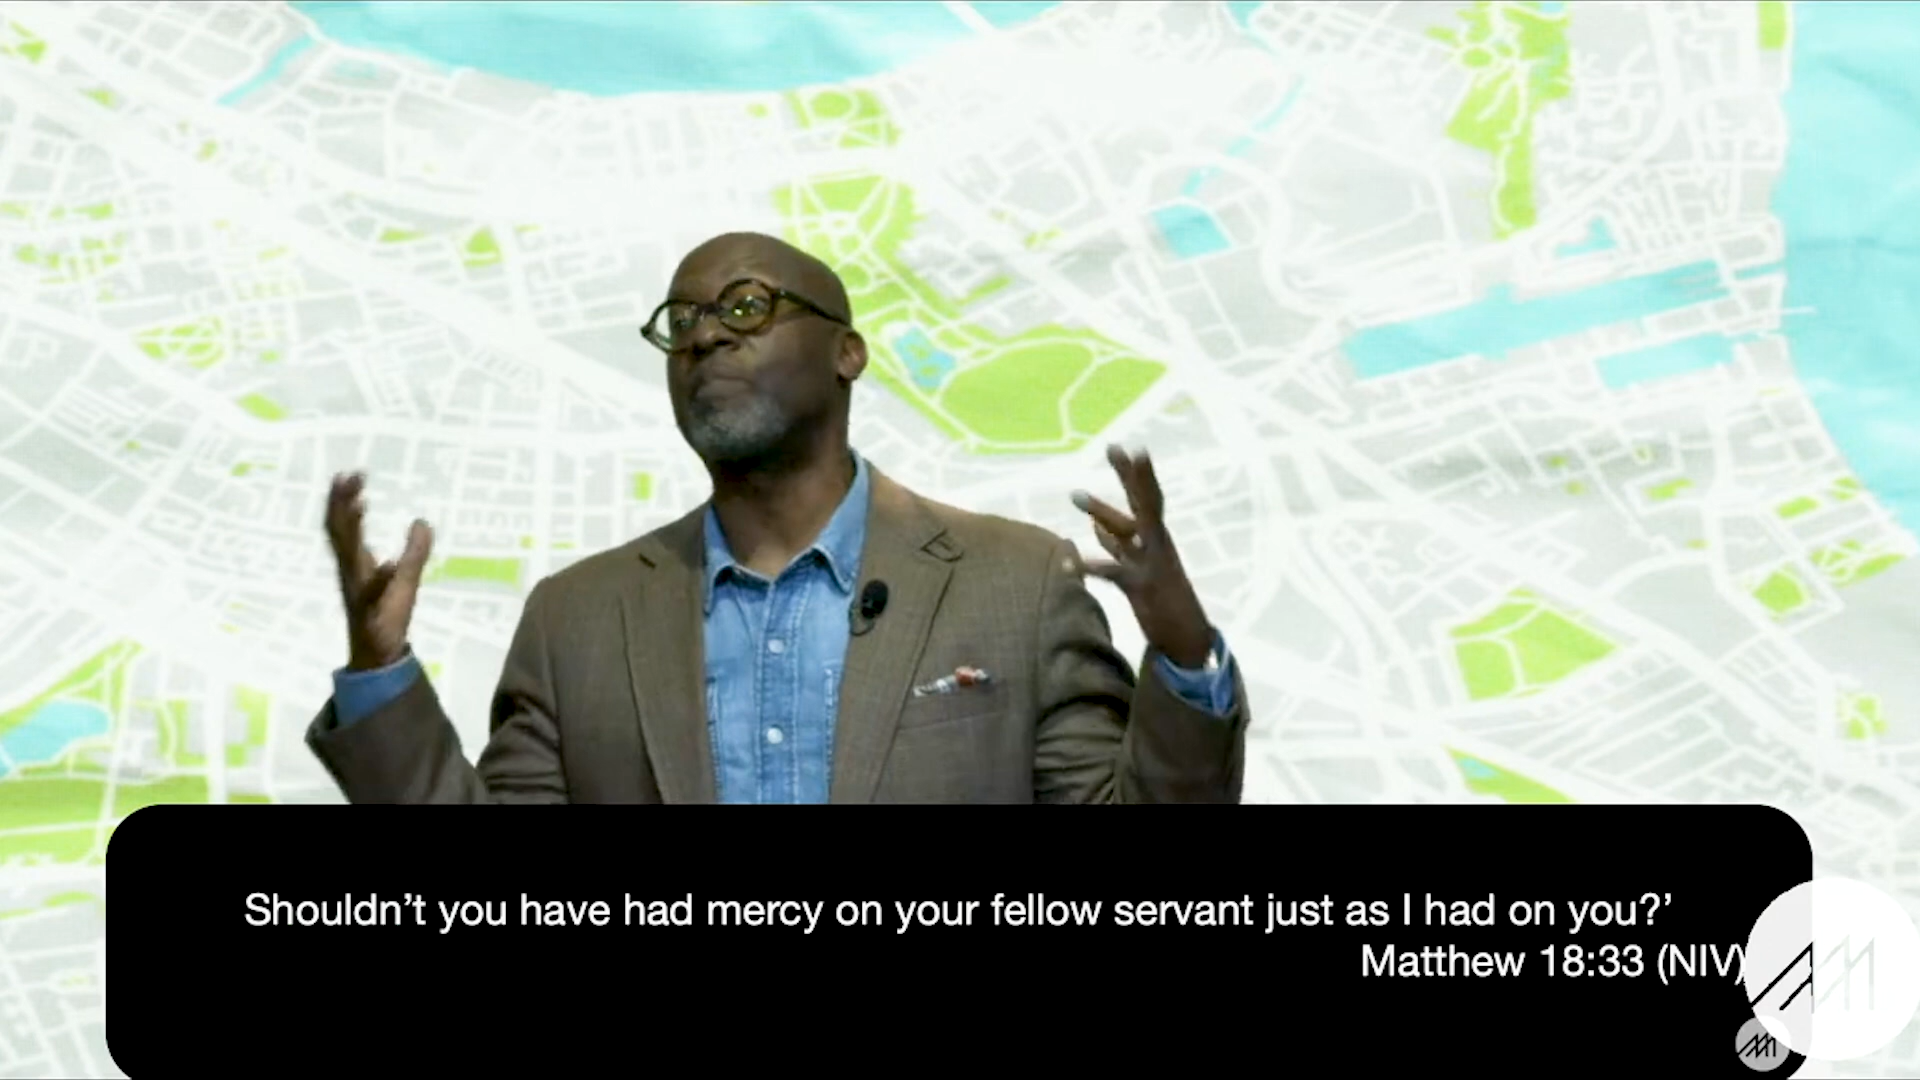 Shouldn’t you have had mercy on your fellow servant just as I had on you?’
Matthew 18:33 (NIV)